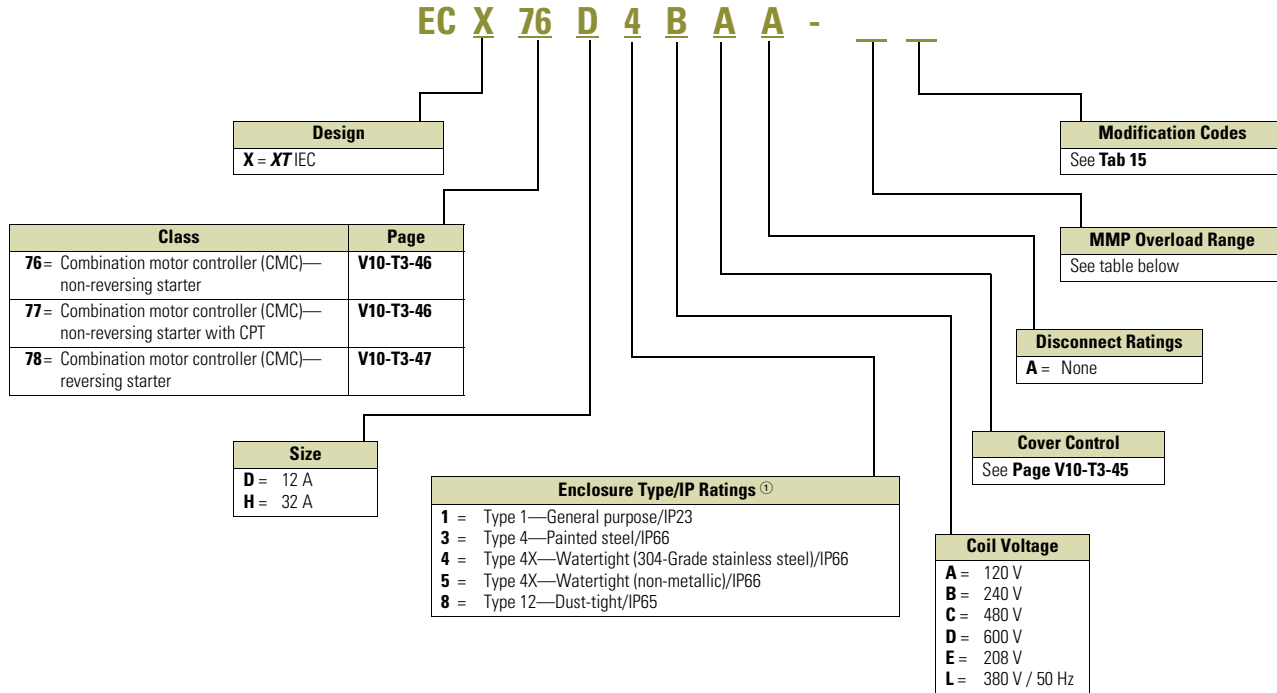 EC X 76 D 4 B A A -
Design
X = XT IEC
Modification Codes
See Tab 15
Class Page
76 = Combination motor controller (CMC)— V10-T3-46
non-reversing starter
77 = Combination motor controller (CMC)— V10-T3-46
non-reversing starter with CPT
78 = Combination motor controller (CMC)— V10-T3-47
reversing starter
MMP Overload Range
See table below
Disconnect Ratings
A = None
Size
D = 12 A
H = 32 A
Cover Control
See Page V10-T3-45
Enclosure Type/IP Ratings ①
1 = Type 1—General purpose/IP23
3 = Type 4—Painted steel/IP66
4 = Type 4X—Watertight (304-Grade stainless steel)/IP66
5 = Type 4X—Watertight (non-metallic)/IP66
8 = Type 12—Dust-tight/IP65
Coil Voltage
A = 120 V
B = 240 V
C = 480 V
D = 600 V
E = 208 V
L = 380 V / 50 Hz